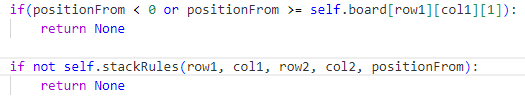 if(positionFrom < 0 or positionFrom >= self.board[row1][col1][1]):
    return None
if not self.stackRules(row1, col1, row2, col2, positionFrom):
    return None